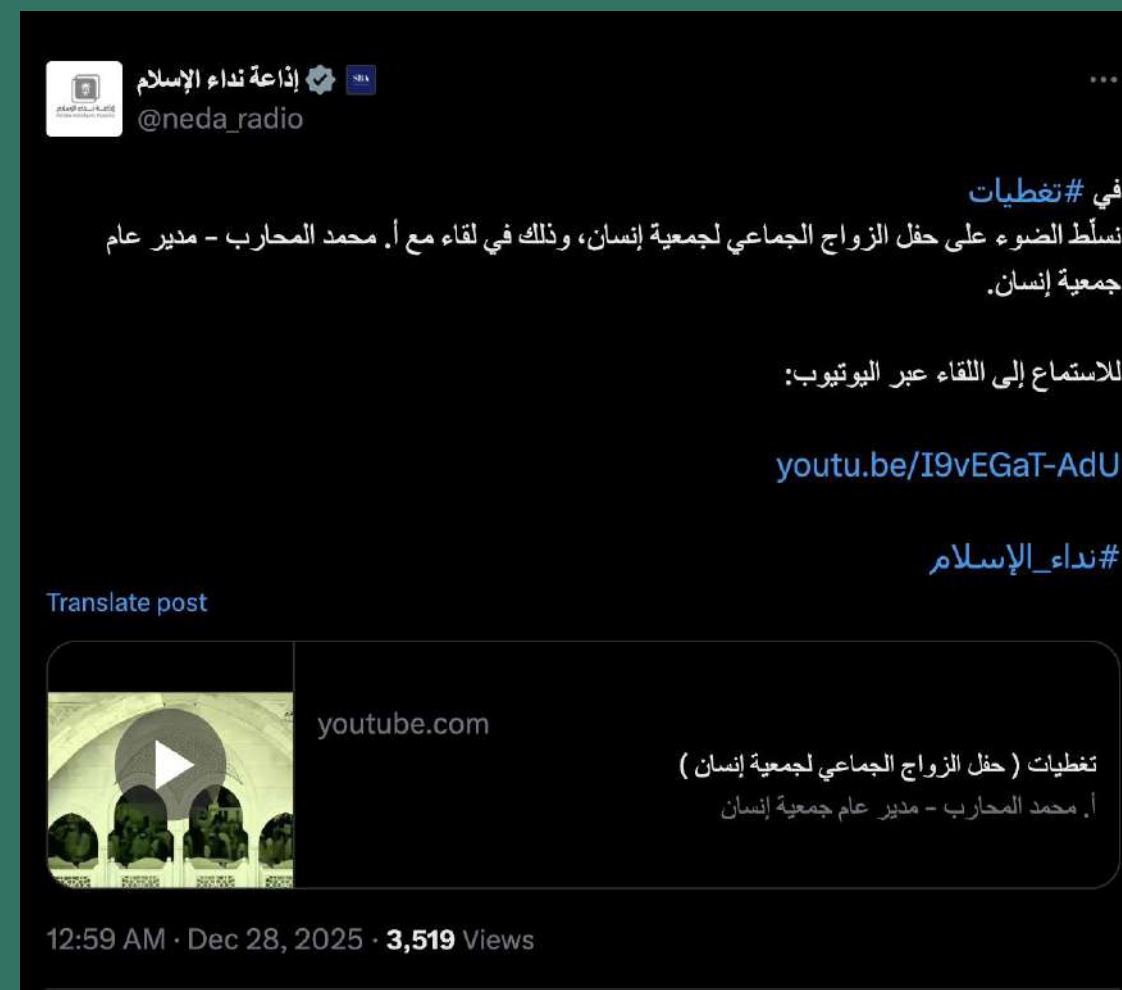 إذاعة نداء الإسلام SBA
@neda_radio
في #تغطيات
نسلّط الضوء على حفل الزواج الجماعي لجمعية إنسان، وذلك في لقاء مع أ. محمد المحارب – مدير عام
جمعية إنسان.
للاستماع إلى اللقاء عبر اليوتيوب:
youtu.be/I9vEGaT-AdU
#نداء_الإسلام
Translate post
youtube.com
تغطيات ( حفل الزواج الجماعي لجمعية إنسان )
أ. محمد المحارب – مدير عام جمعية إنسان
12:59 AM · Dec 28, 2025 · 3,519 Views